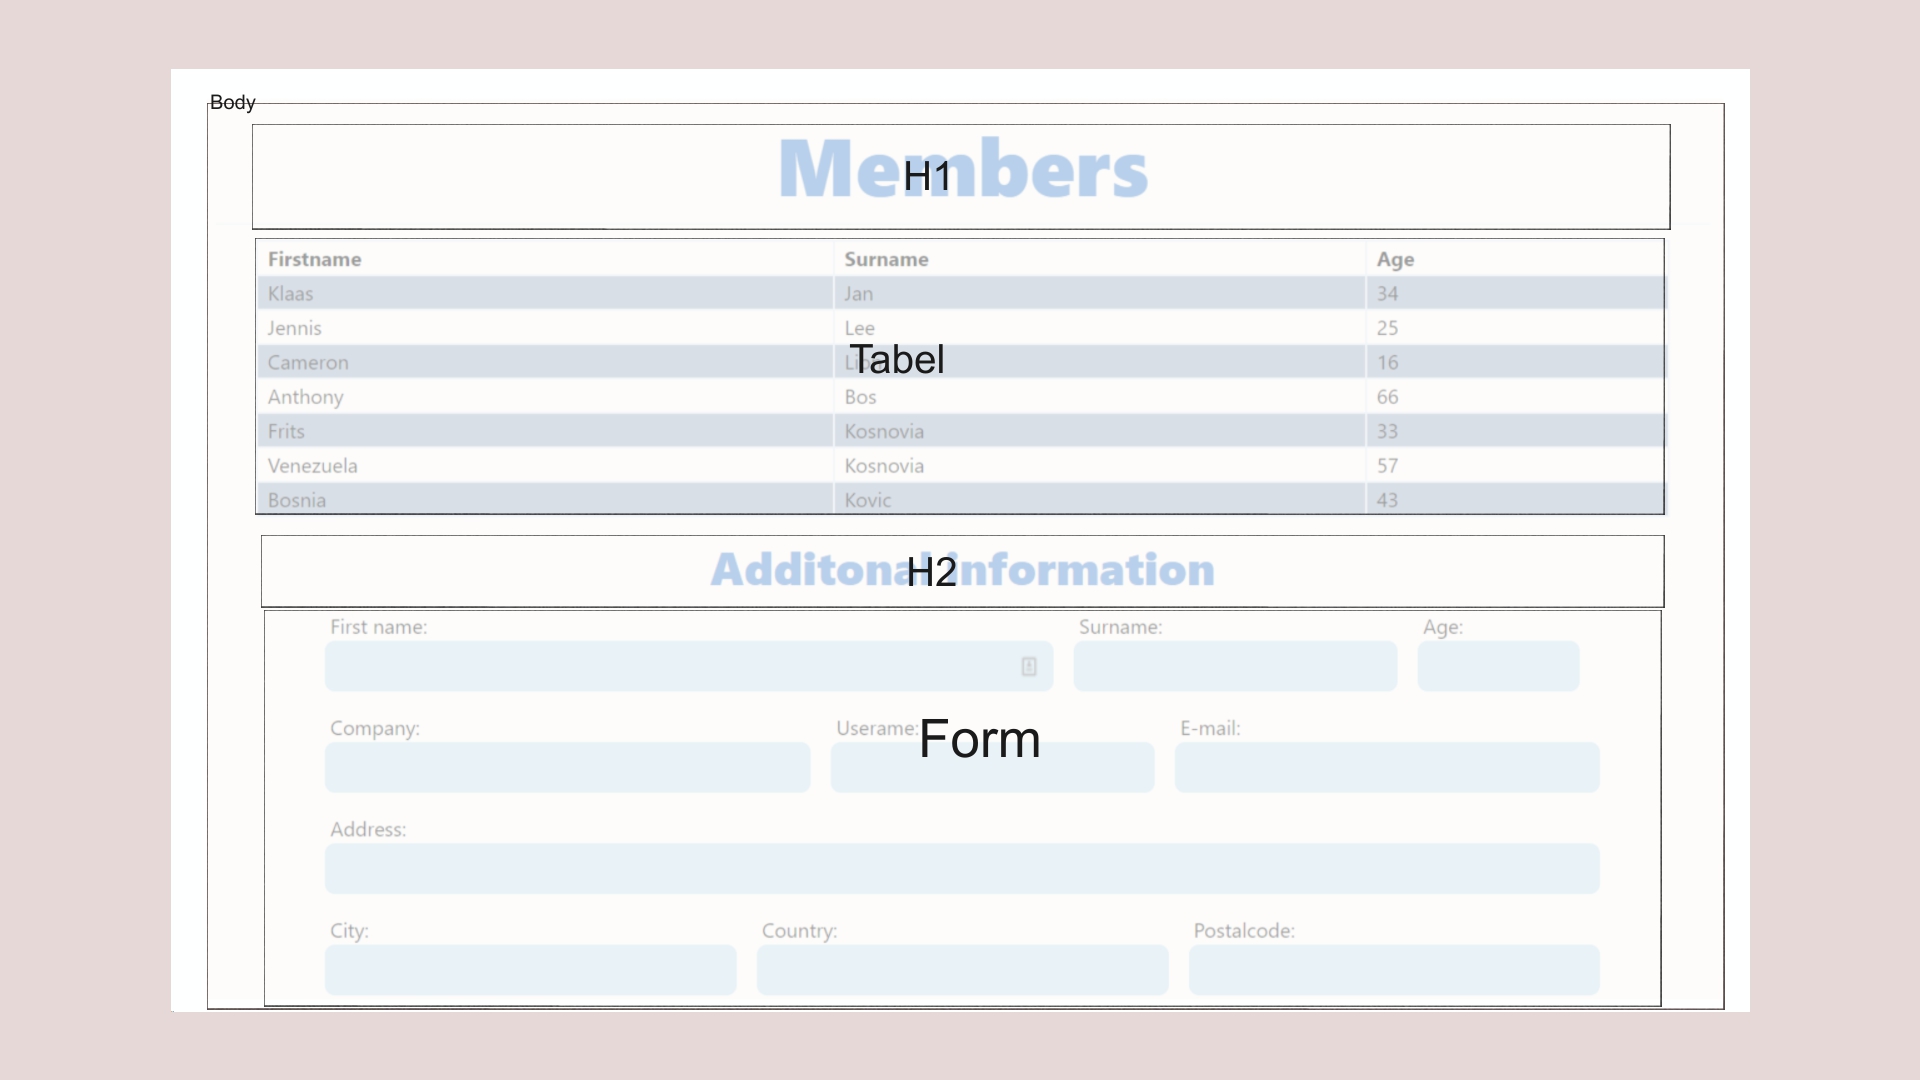 Body
Members
H1
Firstname Surname Age
Klaas Jan 34
Jennis Lee 25
Tabel
Cameron 16
Anthony Bos 66
Frits Kosnovia 33
Venezuela Kosnovia 57
Bosnia Kovic 43
Additonal information
H2
First name: Surname: Age:
Company: Userame: E-mail:
Form
Address:
City: Country: Postalcode: